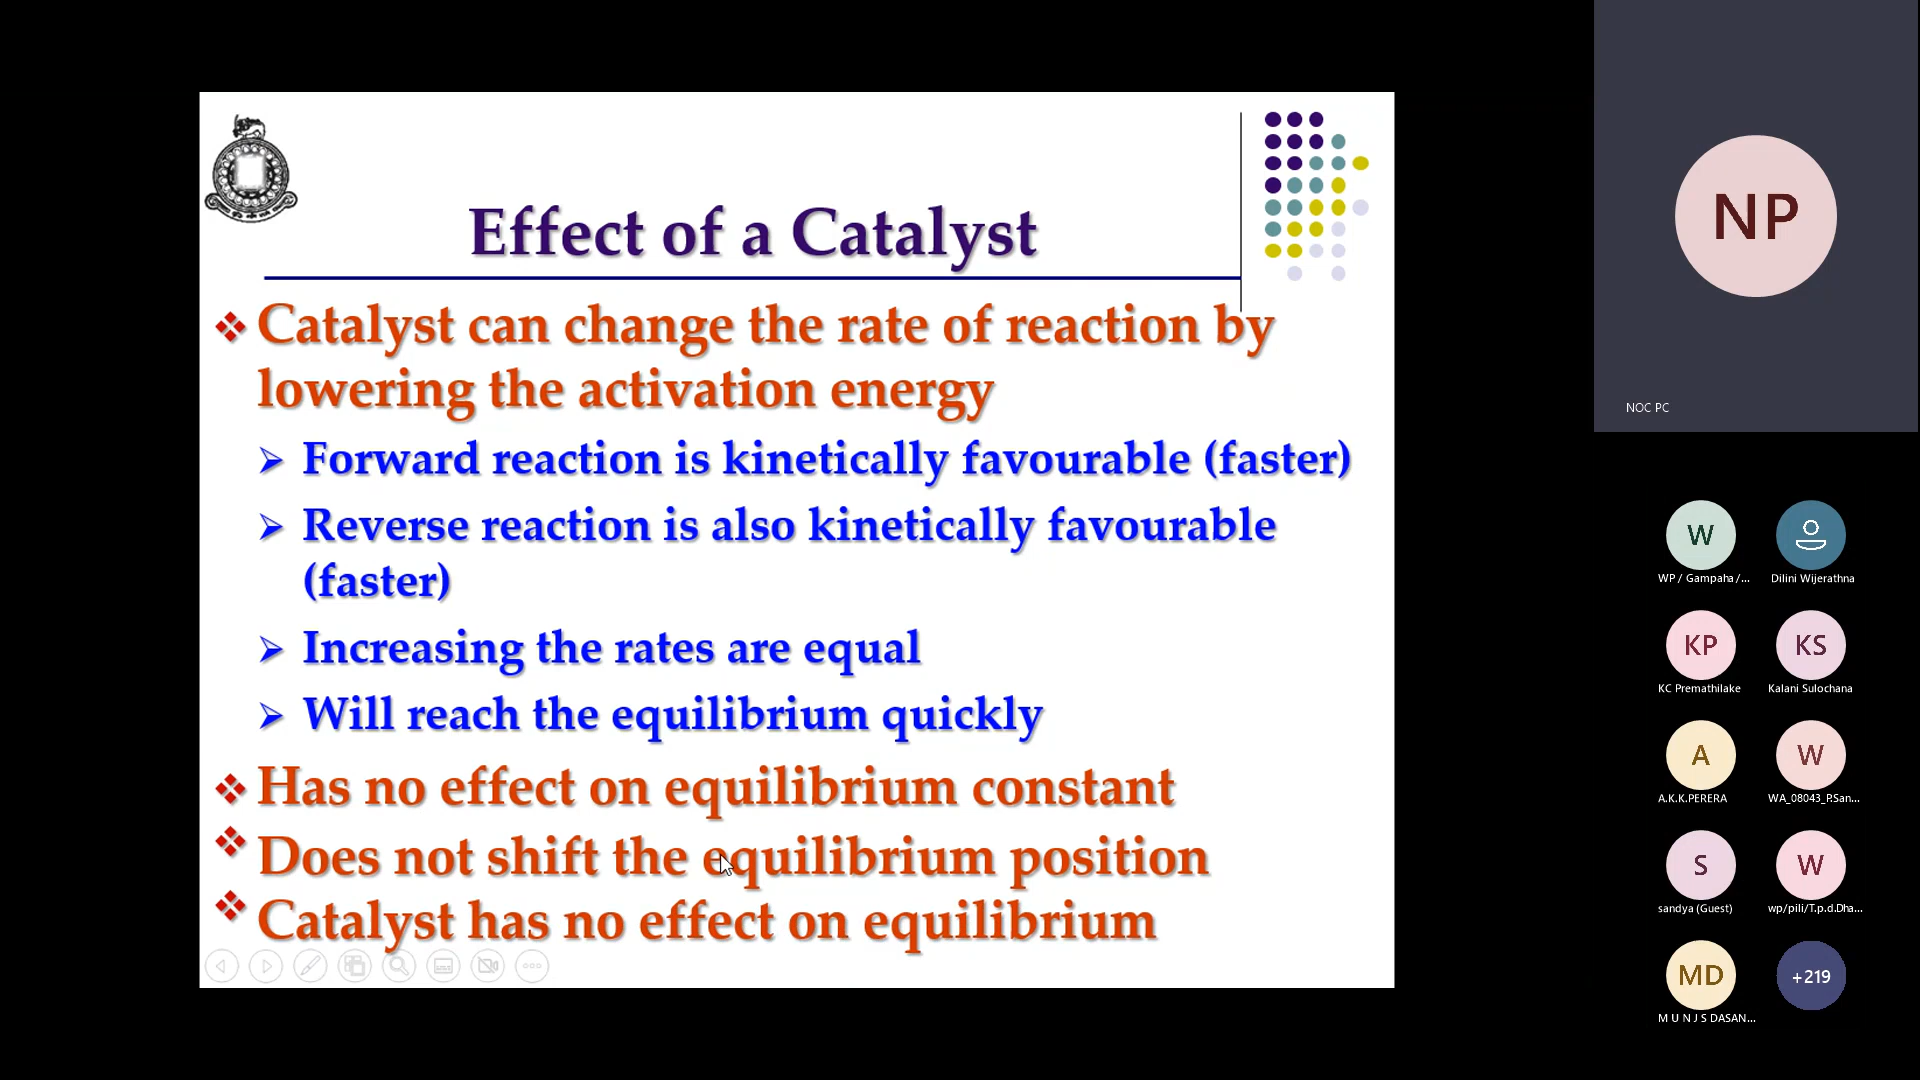 Effect of a Catalyst
Catalyst can change the rate of reaction by
lowering the activation energy
Forward reaction is kinetically favourable (faster)
Reverse reaction is also kinetically favourable
(faster)
Increasing the rates are equal
Will reach the equilibrium quickly
Has no effect on equilibrium constant
Does not shift the equilibrium position
Catalyst has no effect on equilibrium
NP
NOC PC
W
WP / Gampaha /...
Dilini Wijerathna
KP
KS
KC Premathilake
Kalani Sulochana
A
W
A.K.K.PERERA
WA_08043_P.San...
S
W
sandya (Guest)
wp/pili/T.p.d.Dha...
MD
+219
M U N J S DASAN...